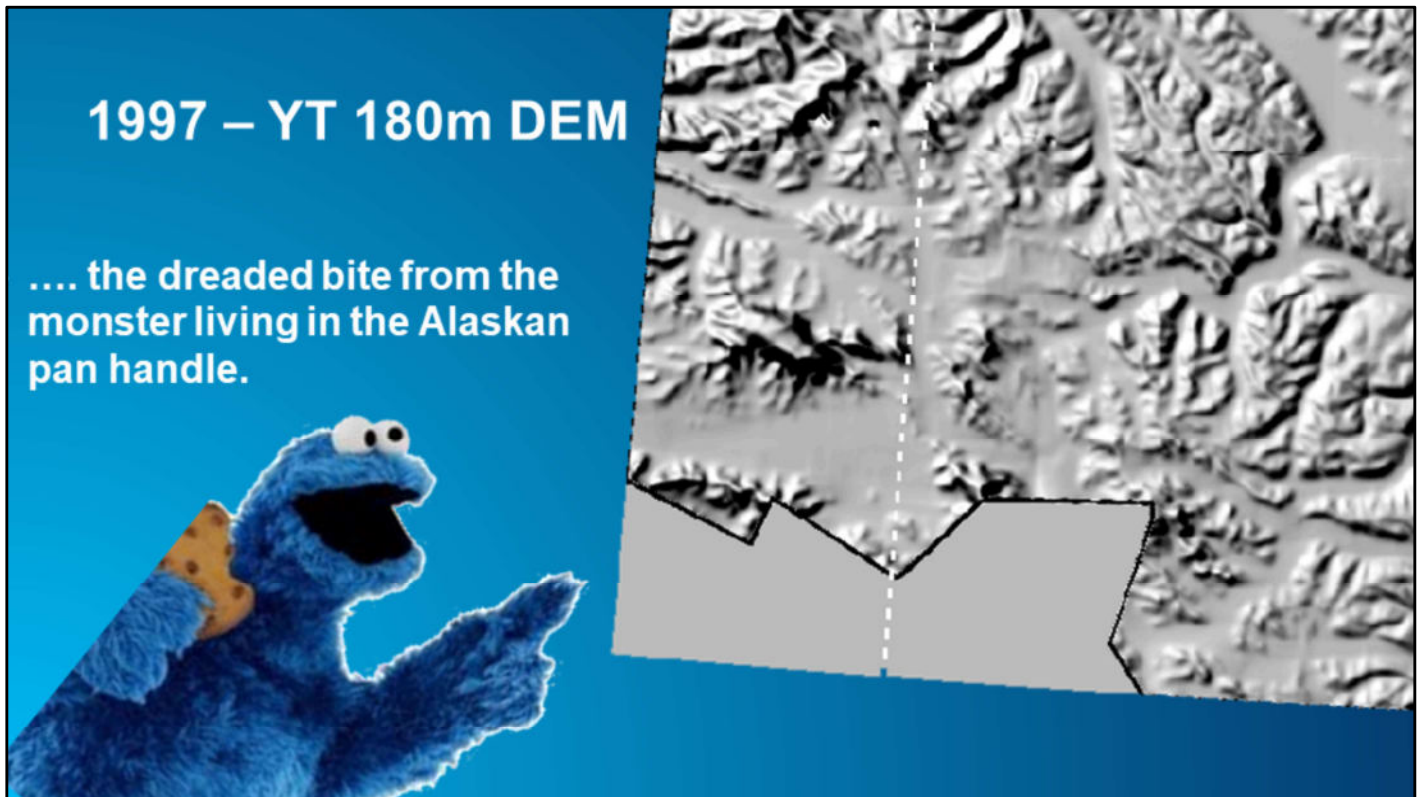 1997 – YT 180m DEM
.... the dreaded bite from the
monster living in the Alaskan
pan handle.